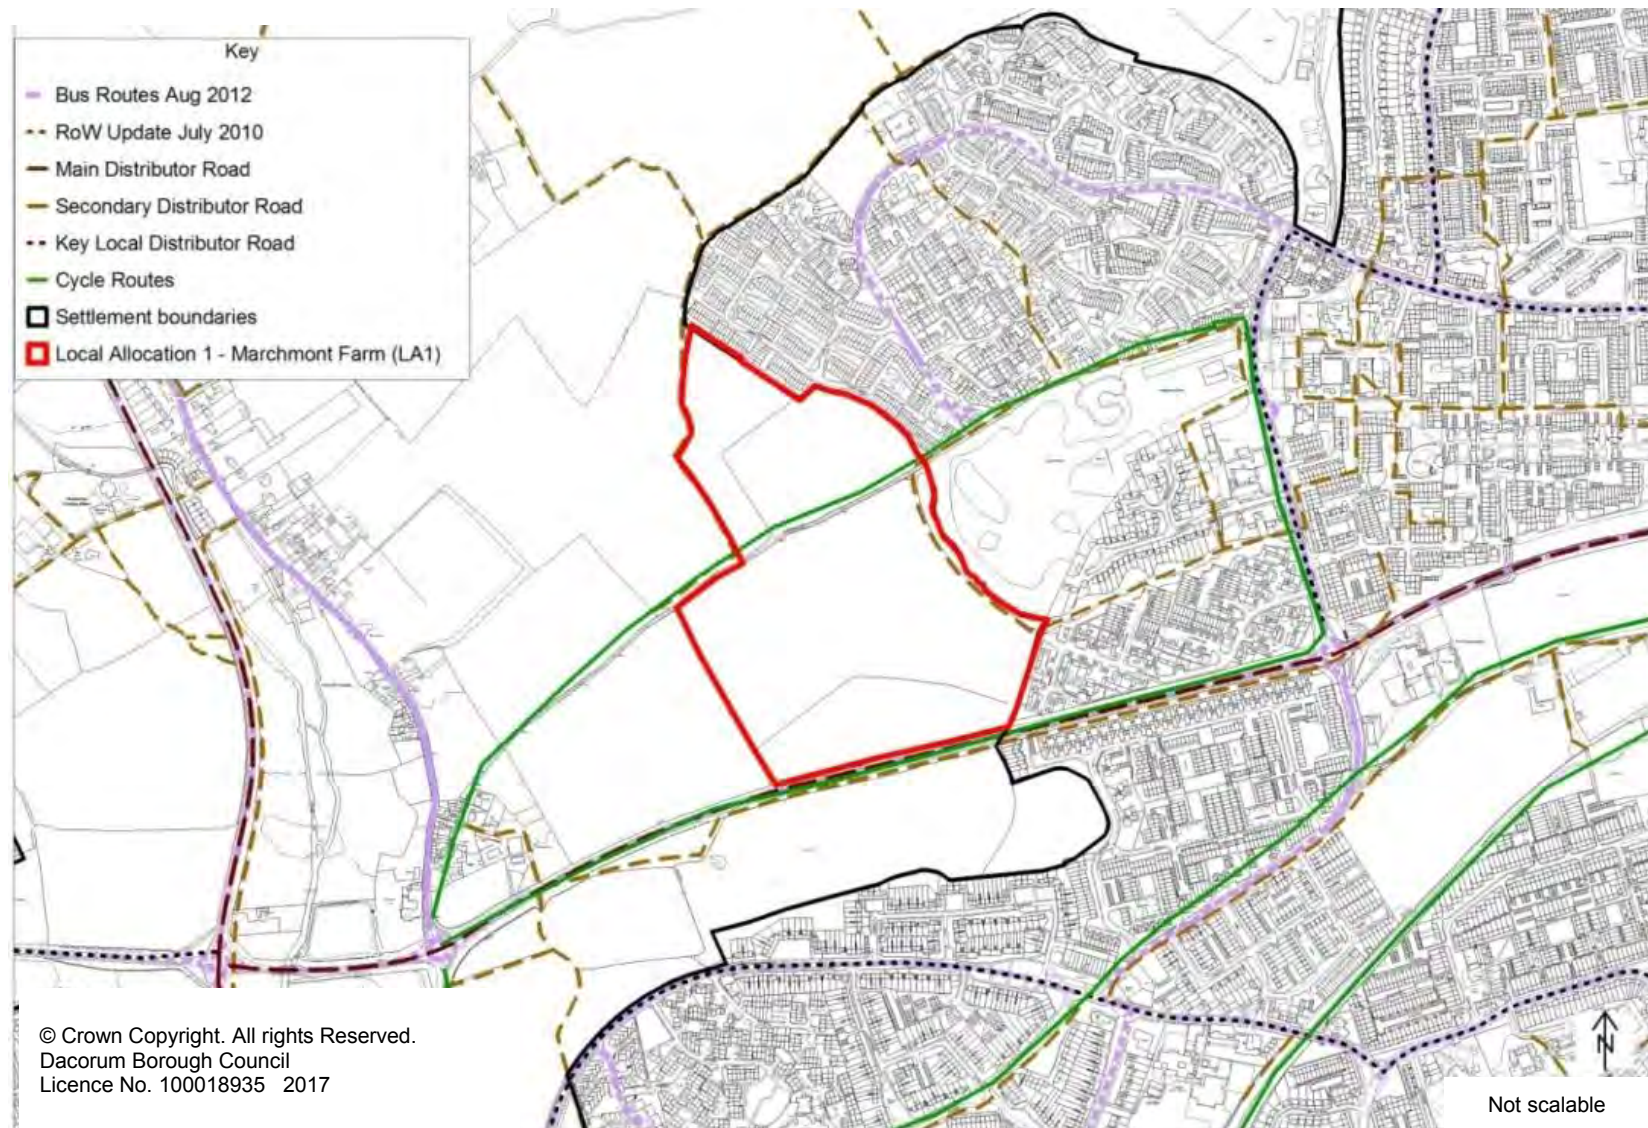 Key
Bus Routes Aug 2012
RoW Update July 2010
Main Distributor Road
Secondary Distributor Road
Key Local Distributor Road
Cycle Routes
Settlement boundaries
Local Allocation 1 - Marchmont Farm (LA1)
© Crown Copyright. All rights Reserved.
Dacorum Borough Council
Licence No. 100018935 2017
N
Not scalable